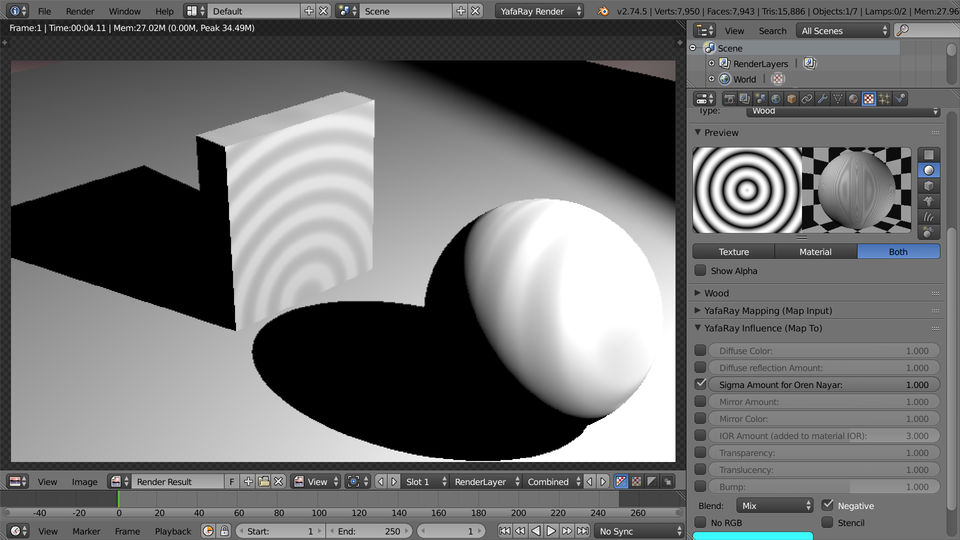 File Render Window Help Default Scene YafaRay Render v2.74.5 | Verts:7,950 | Faces:7,943 | Tris:15,886 | Objects:1/7 | Lamps:0/2 | Mem:27.96
Frame:1 | Time:00:04.11 | Mem:27.02M (0.00M, Peak 34.49M)
View Search All Scenes
Scene
RenderLayers
World
Type: Wood
Preview
Texture Material Both
Show Alpha
Wood
YafaRay Mapping (Map Input)
YafaRay Influence (Map To)
Diffuse Color: 1.000
Diffuse reflection Amount: 1.000
Sigma Amount for Oren Nayar: 1.000
Mirror Amount: 1.000
Mirror Color: 1.000
IOR Amount (added to material IOR): 3.000
Transparency: 1.000
Translucency: 1.000
Bump: 1.000
Blend: Mix Negative
No RGB Stencil
View Image Render Result F View Slot 1 RenderLayer Combined
-40 -20 0 20 40 60 80 100 120 140 160 180 200 220 240 260
View Marker Frame Playback Start: 1 End: 250 1 No Sync